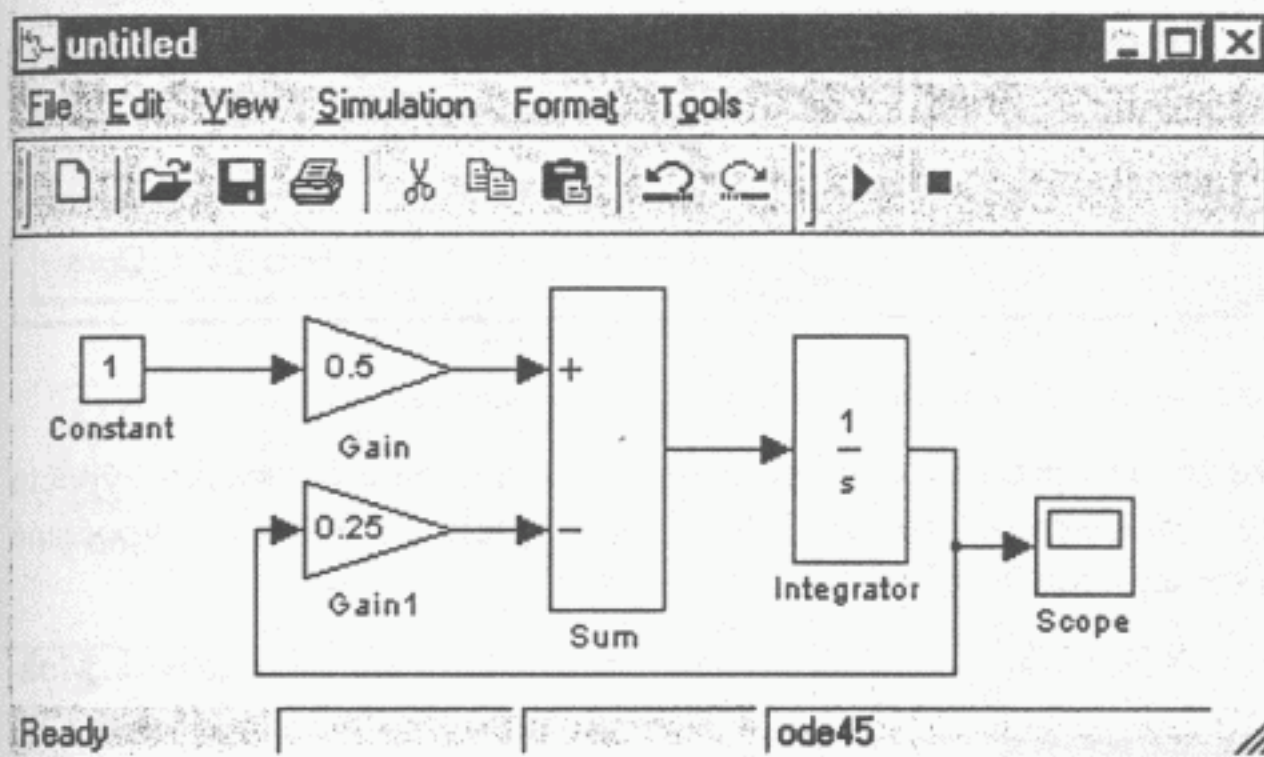 untitled
File Edit View Simulation Format Tools
1
Constant
0.5
Gain
0.25
Gain1
+
−
Sum
1
s
Integrator
Scope
Ready
ode45